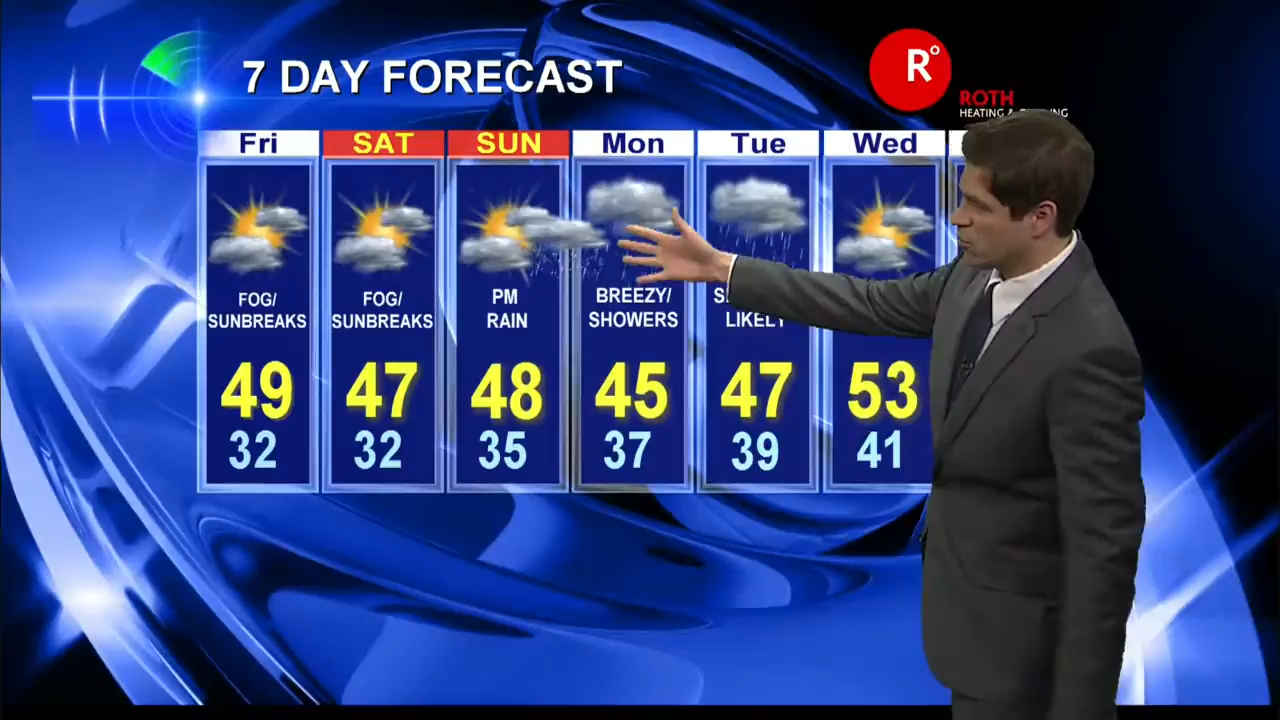 7 DAY FORECAST
R°
ROTH
HEATING &
Fri
SAT
SUN
Mon
Tue
Wed
FOG/
SUNBREAKS
FOG/
SUNBREAKS
PM
RAIN
BREEZY/
SHOWERS
LIKELY
49
47
48
45
47
53
32
32
35
37
39
41